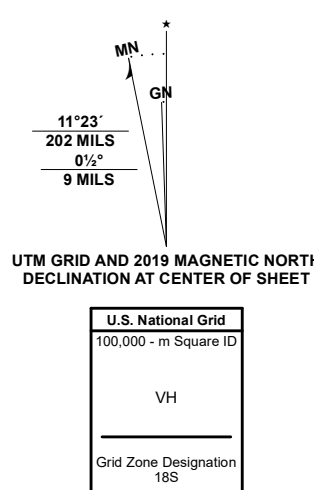 ★
MN
GN
11°23´
202 MILS
0½°
9 MILS
UTM GRID AND 2019 MAGNETIC NORTH
DECLINATION AT CENTER OF SHEET
U.S. National Grid
100,000 - m Square ID
VH
Grid Zone Designation
18S